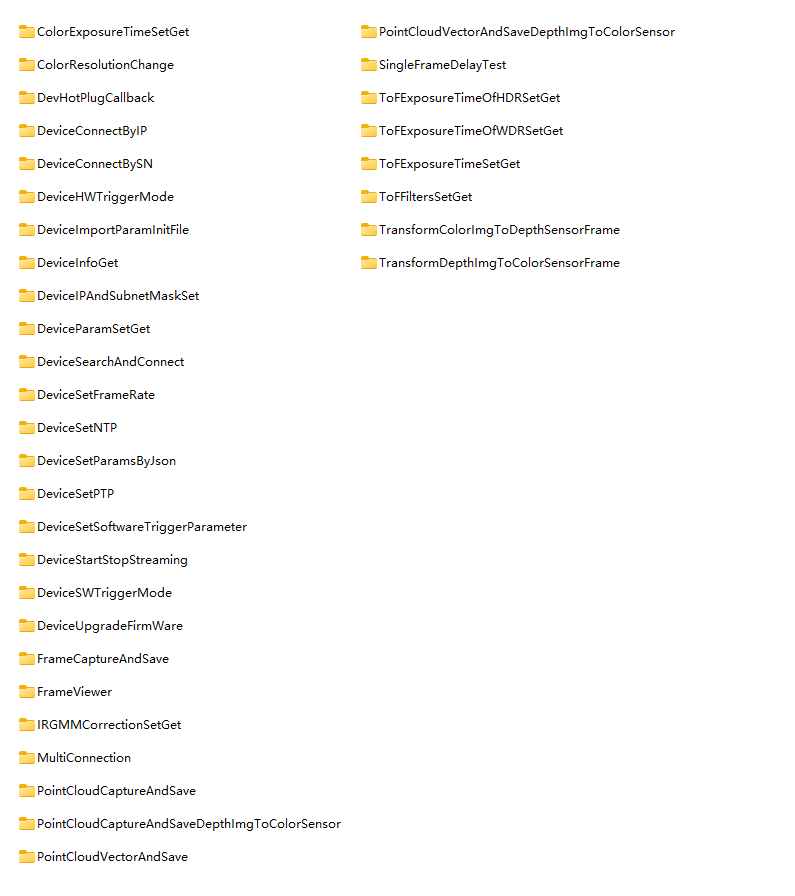 ColorExposureTimeSetGet
ColorResolutionChange
DevHotPlugCallback
DeviceConnectByIP
DeviceConnectBySN
DeviceHWTriggerMode
DeviceImportParamInitFile
DeviceInfoGet
DeviceIPAndSubnetMaskSet
DeviceParamSetGet
DeviceSearchAndConnect
DeviceSetFrameRate
DeviceSetNTP
DeviceSetParamsByJson
DeviceSetPTP
DeviceSetSoftwareTriggerParameter
DeviceStartStopStreaming
DeviceSWTriggerMode
DeviceUpgradeFirmWare
FrameCaptureAndSave
FrameViewer
IRGMMCorrectionSetGet
MultiConnection
PointCloudCaptureAndSave
PointCloudCaptureAndSaveDepthImgToColorSensor
PointCloudVectorAndSave
PointCloudVectorAndSaveDepthImgToColorSensor
SingleFrameDelayTest
ToFExposureTimeOfHDRSetGet
ToFExposureTimeOfWDRSetGet
ToFExposureTimeSetGet
ToFFiltersSetGet
TransformColorImgToDepthSensorFrame
TransformDepthImgToColorSensorFrame